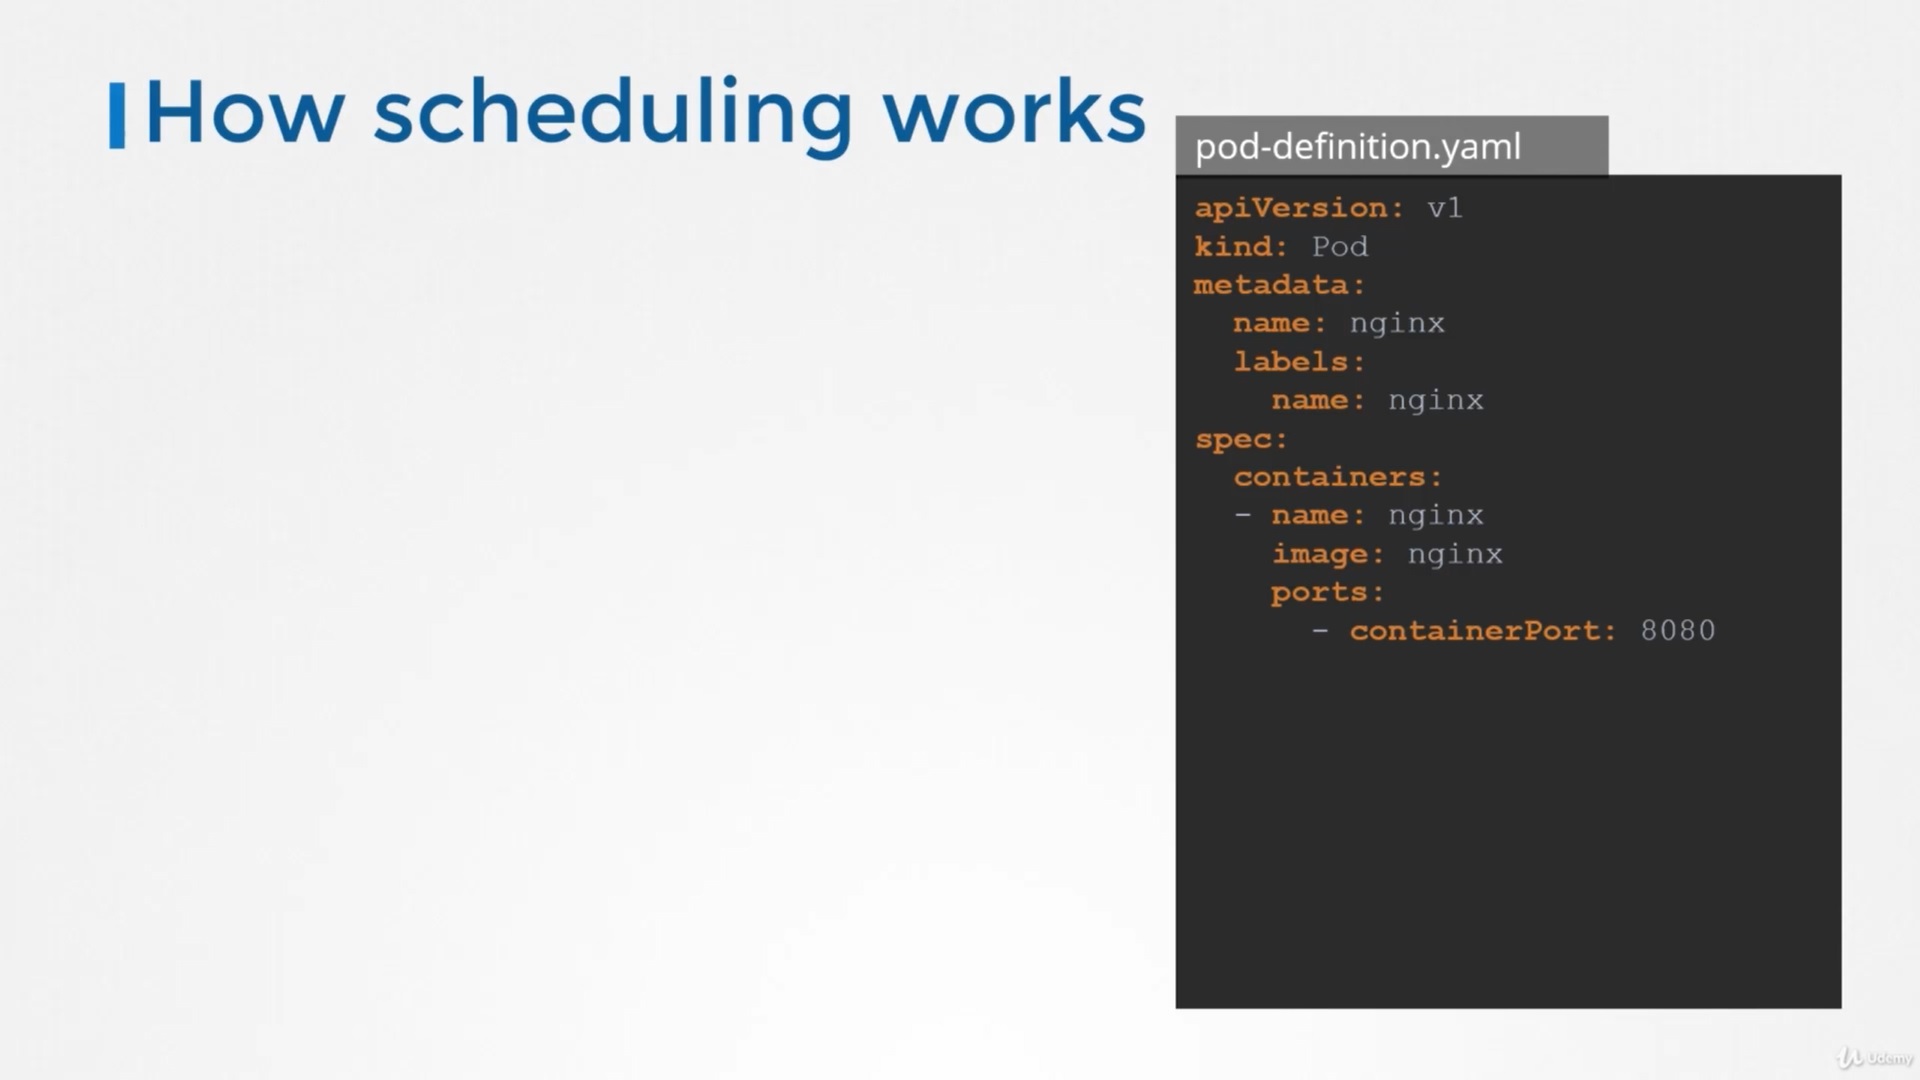 How scheduling works
pod-definition.yaml
apiVersion: v1
kind: Pod
metadata:
  name: nginx
  labels:
    name: nginx
spec:
  containers:
  - name: nginx
    image: nginx
    ports:
      - containerPort: 8080
Udemy